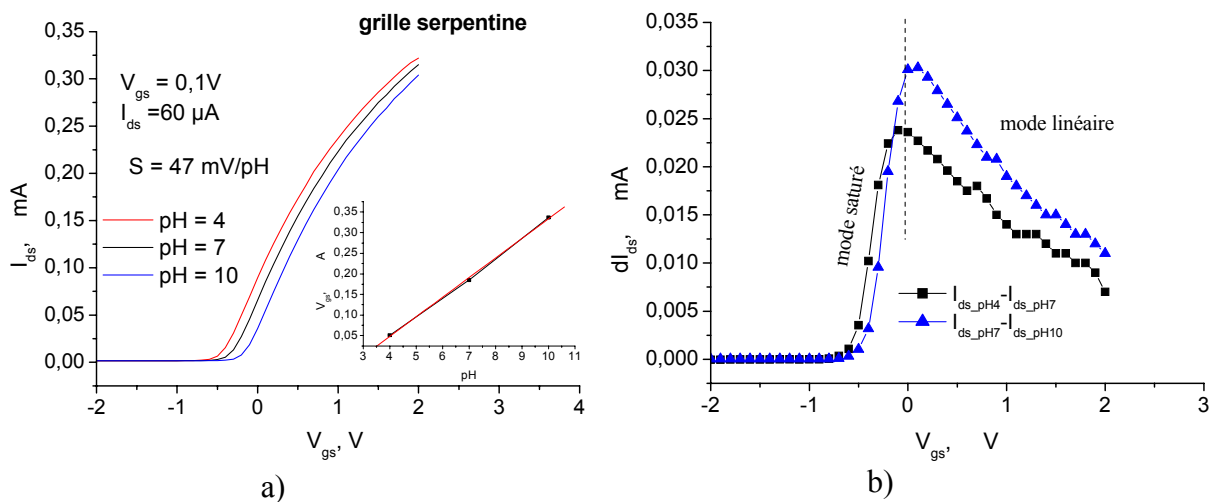 grille serpentine
V_gs = 0,1V
I_ds =60 µA
S = 47 mV/pH
pH = 4
pH = 7
pH = 10
0,35
0,30
0,25
0,20
0,15
0,10
0,05
0,00
I_ds, mA
-2 -1 0 1 2 3 4
V_gs, V
0,35
0,30
0,25
0,20
0,15
0,10
0,05
V_gs, A
3 4 5 6 7 8 9 10 11
pH
a)
0,035
0,030
0,025
0,020
0,015
0,010
0,005
0,000
dI_ds, mA
mode saturé
mode linéaire
I_ds_pH4-I_ds_pH7
I_ds_pH7-I_ds_pH10
-2 -1 0 1 2 3
V_gs, V
b)